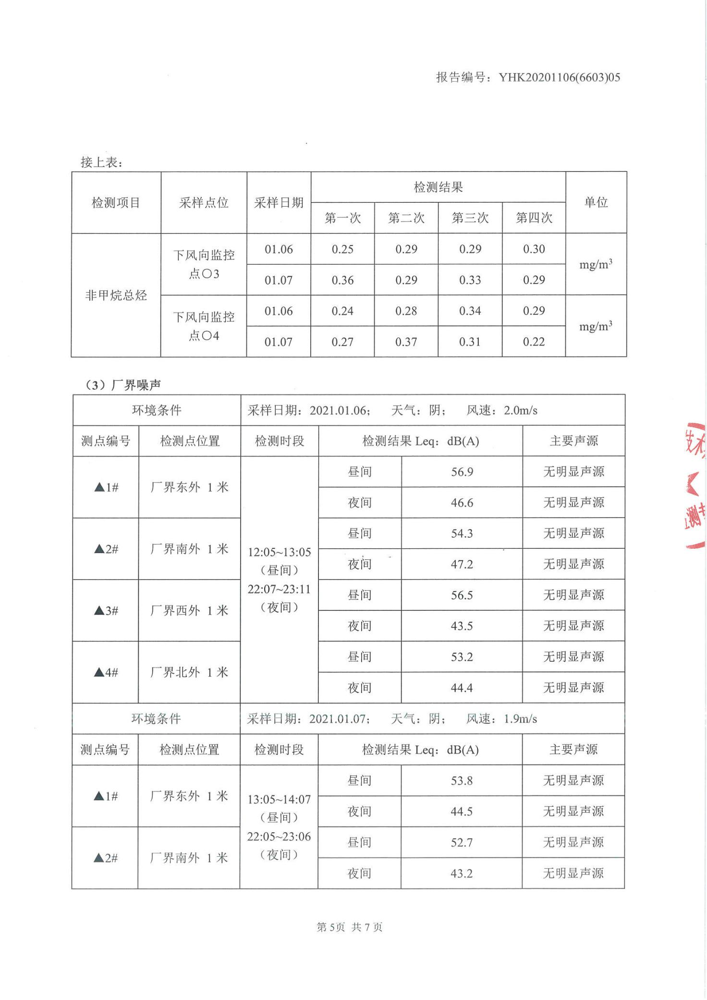 报告编号：YHK20201106(6603)05
接上表：
检测项目 采样点位 采样日期 检测结果 单位
第一次 第二次 第三次 第四次
非甲烷总烃 下风向监控点〇3 01.06 0.25 0.29 0.29 0.30 mg/m³
01.07 0.36 0.29 0.33 0.29
下风向监控点〇4 01.06 0.24 0.28 0.34 0.29 mg/m³
01.07 0.27 0.37 0.31 0.22
（3）厂界噪声
环境条件 采样日期：2021.01.06； 天气：阴； 风速：2.0m/s
测点编号 检测点位置 检测时段 检测结果 Leq：dB(A) 主要声源
▲1# 厂界东外 1 米 12:05~13:05（昼间）22:07~23:11（夜间） 昼间 56.9 无明显声源
夜间 46.6 无明显声源
▲2# 厂界南外 1 米 昼间 54.3 无明显声源
夜间 47.2 无明显声源
▲3# 厂界西外 1 米 昼间 56.5 无明显声源
夜间 43.5 无明显声源
▲4# 厂界北外 1 米 昼间 53.2 无明显声源
夜间 44.4 无明显声源
环境条件 采样日期：2021.01.07； 天气：阴； 风速：1.9m/s
测点编号 检测点位置 检测时段 检测结果 Leq：dB(A) 主要声源
▲1# 厂界东外 1 米 13:05~14:07（昼间）22:05~23:06（夜间） 昼间 53.8 无明显声源
夜间 44.5 无明显声源
▲2# 厂界南外 1 米 昼间 52.7 无明显声源
夜间 43.2 无明显声源
第 5页 共 7 页